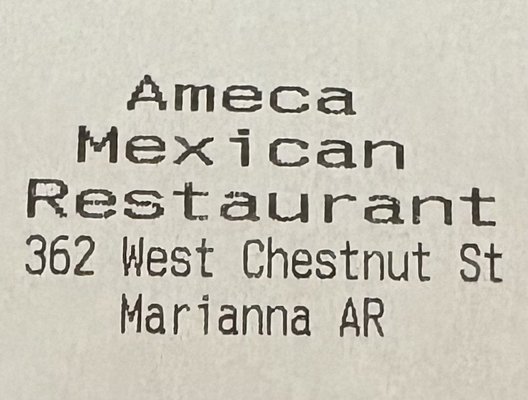 Ameca
Mexican
Restaurant
362 West Chestnut St
Marianna AR